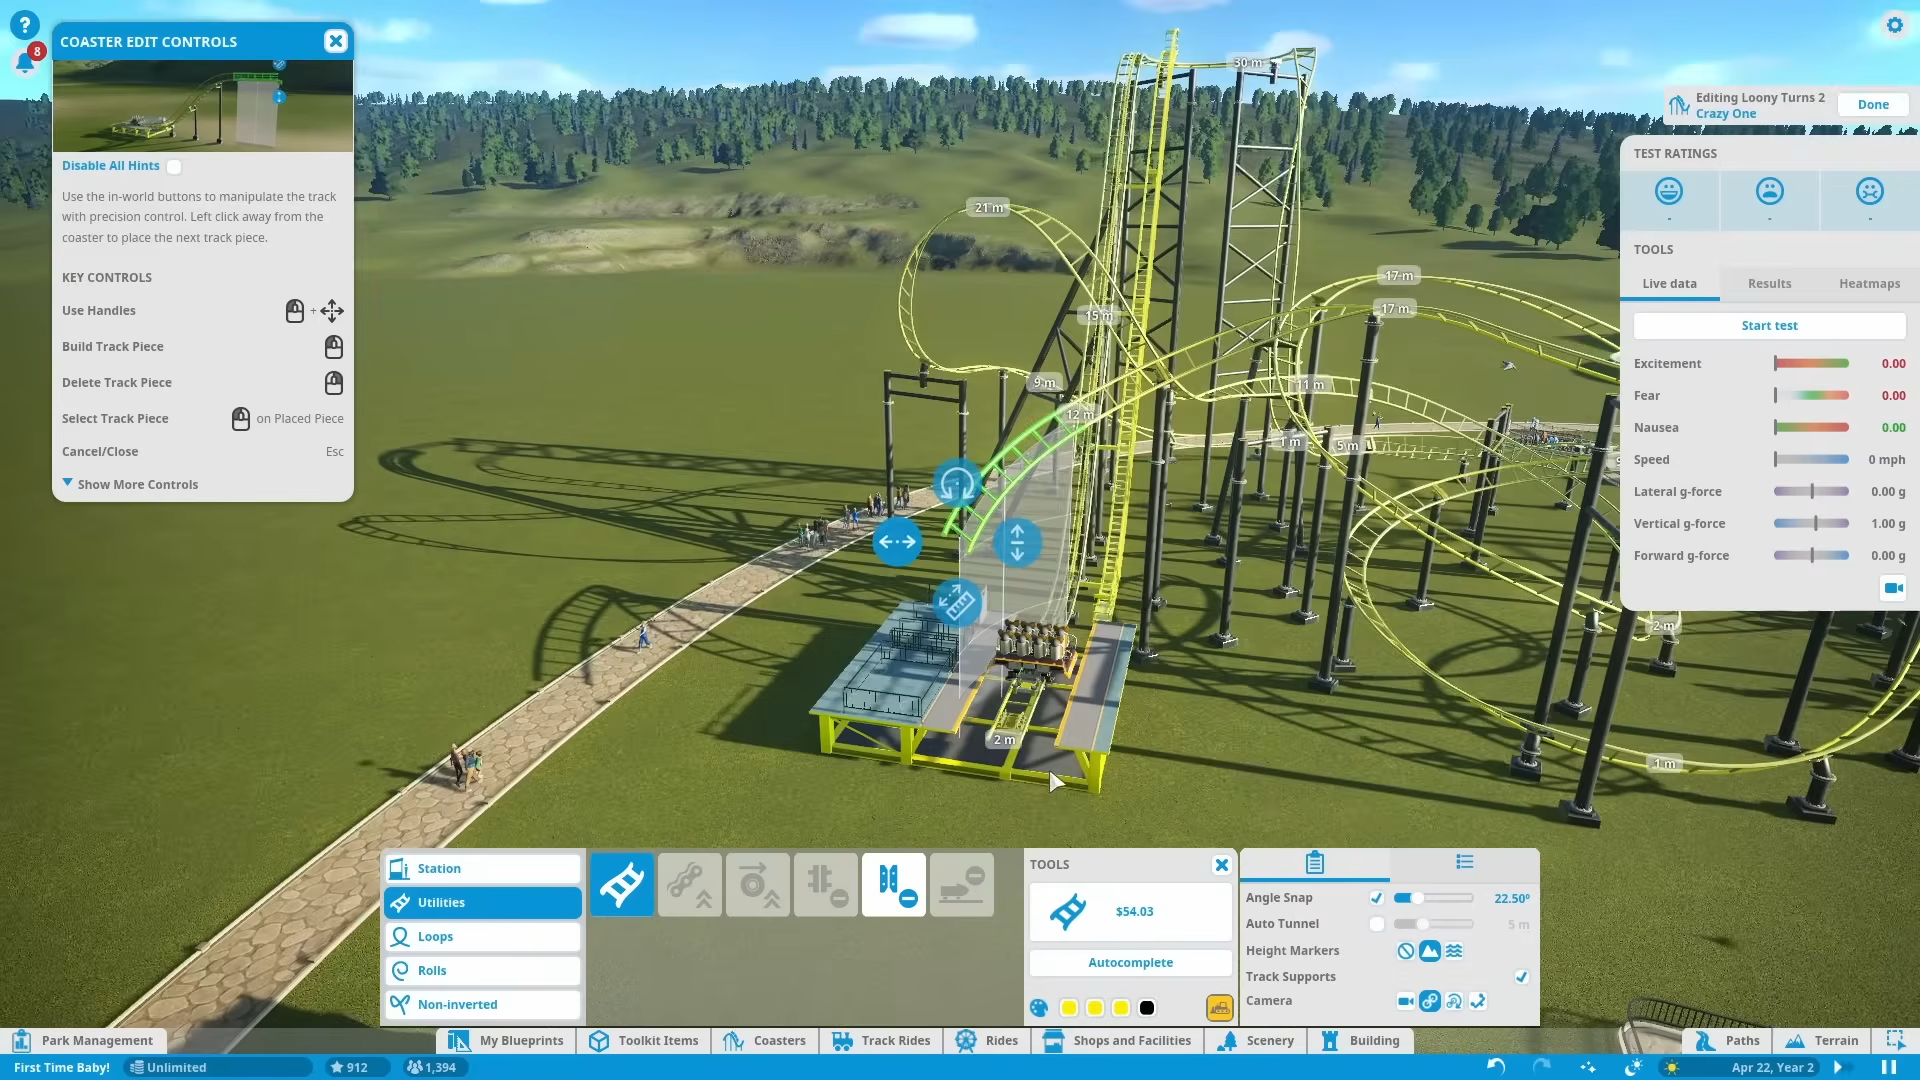 ?
8
COASTER EDIT CONTROLS
Disable All Hints
Use the in-world buttons to manipulate the track
with precision control. Left click away from the
coaster to place the next track piece.
KEY CONTROLS
Use Handles +
Build Track Piece
Delete Track Piece
Select Track Piece on Placed Piece
Cancel/Close Esc
Show More Controls
30 m
21 m
17 m
17 m
15 m
9 m
11 m
12 m
1 m
5 m
2 m
2 m
1 m
Editing Loony Turns 2
Crazy One
Done
TEST RATINGS
- - -
TOOLS
Live data Results Heatmaps
Start test
Excitement 0.00
Fear 0.00
Nausea 0.00
Speed 0 mph
Lateral g-force 0.00 g
Vertical g-force 1.00 g
Forward g-force 0.00 g
Station
Utilities
Loops
Rolls
Non-inverted
TOOLS
$54.03
Autocomplete
Angle Snap 22.50°
Auto Tunnel 5 m
Height Markers
Track Supports
Camera
Park Management
My Blueprints
Toolkit Items
Coasters
Track Rides
Rides
Shops and Facilities
Scenery
Building
Paths
Terrain
First Time Baby!
Unlimited
912
1,394
Apr 22, Year 2